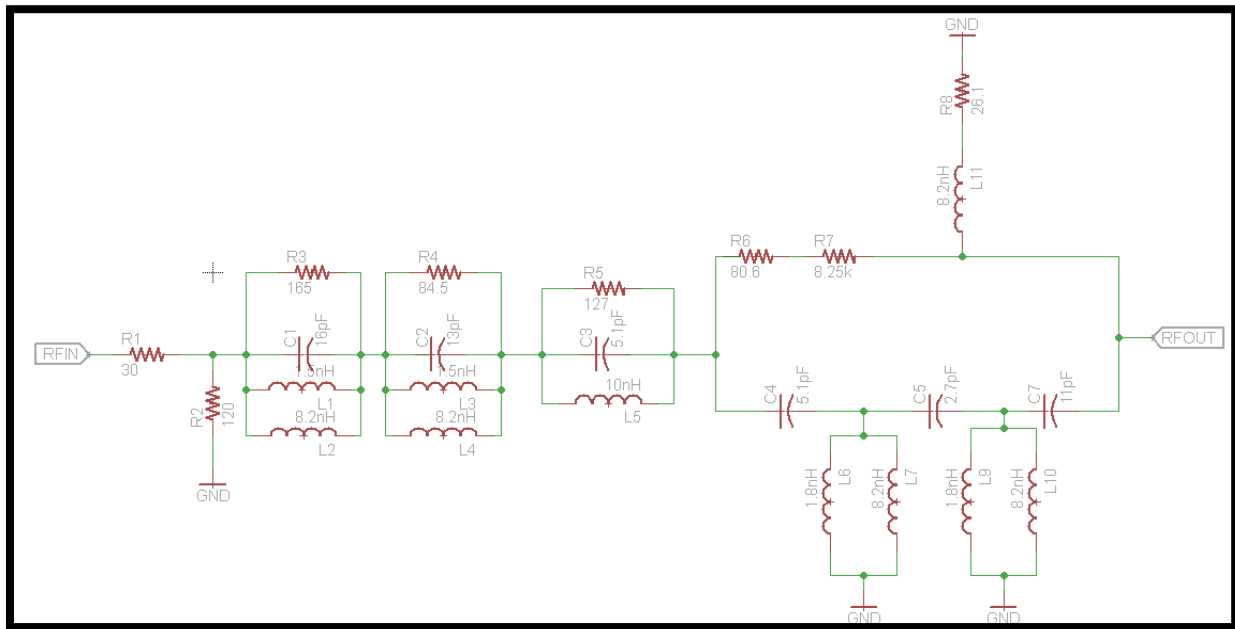 GND
R8
26.1
8.2nH
L11
R6
80.6
R7
8.25k
R3
165
R4
84.5
R5
127
C1
16pF
C2
13pF
C3
5.1pF
RFIN
R1
30
R2
120
GND
1.5nH
L1
8.2nH
L2
1.5nH
L3
8.2nH
L4
10nH
L5
RFOUT
C4
5.1pF
C5
2.7pF
C7
11pF
1.8nH
L6
8.2nH
L7
1.8nH
L9
8.2nH
L10
GND
GND